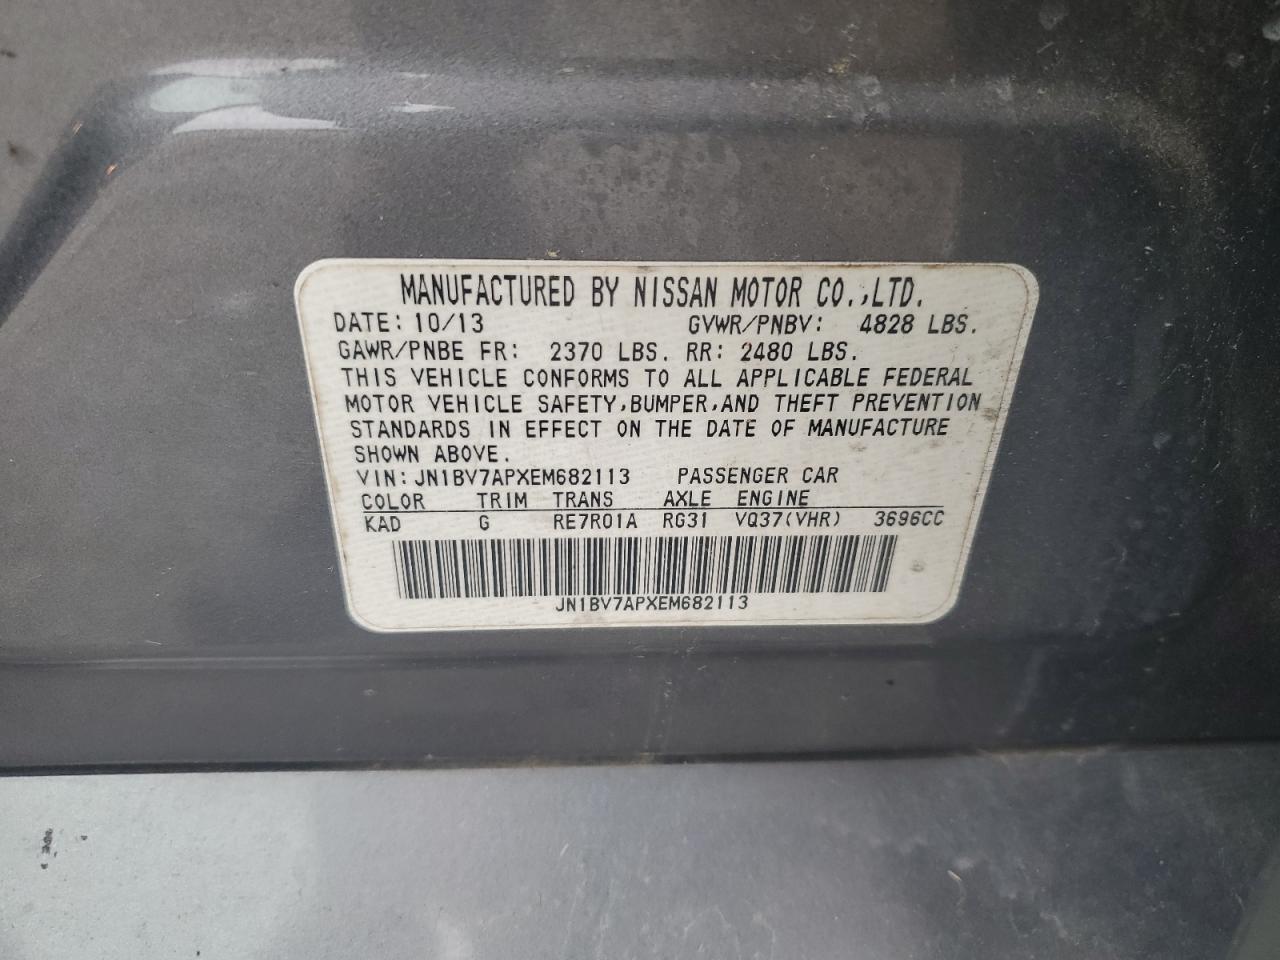 MANUFACTURED BY NISSAN MOTOR CO.,LTD.
DATE: 10/13 GVWR/PNBV: 4828 LBS.
GAWR/PNBE FR: 2370 LBS. RR: 2480 LBS.
THIS VEHICLE CONFORMS TO ALL APPLICABLE FEDERAL
MOTOR VEHICLE SAFETY,BUMPER,AND THEFT PREVENTION
STANDARDS IN EFFECT ON THE DATE OF MANUFACTURE
SHOWN ABOVE.
VIN:JN1BV7APXEM682113 PASSENGER CAR
COLOR TRIM TRANS AXLE ENGINE
KAD G RE7R01A RG31 VQ37(VHR) 3696CC
JN1BV7APXEM682113